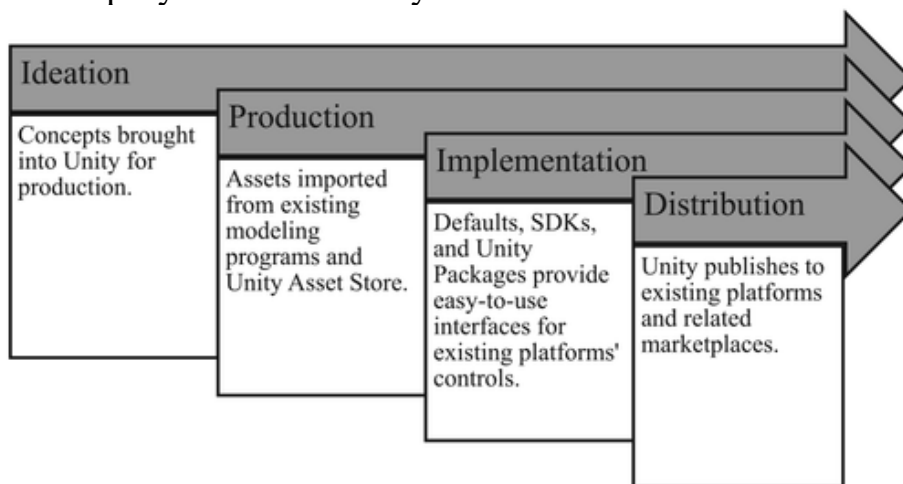 Ideation
Concepts brought
into Unity for
production.
Production
Assets imported
from existing
modeling
programs and
Unity Asset Store.
Implementation
Defaults, SDKs,
and Unity
Packages provide
easy-to-use
interfaces for
existing platforms'
controls.
Distribution
Unity publishes to
existing platforms
and related
marketplaces.